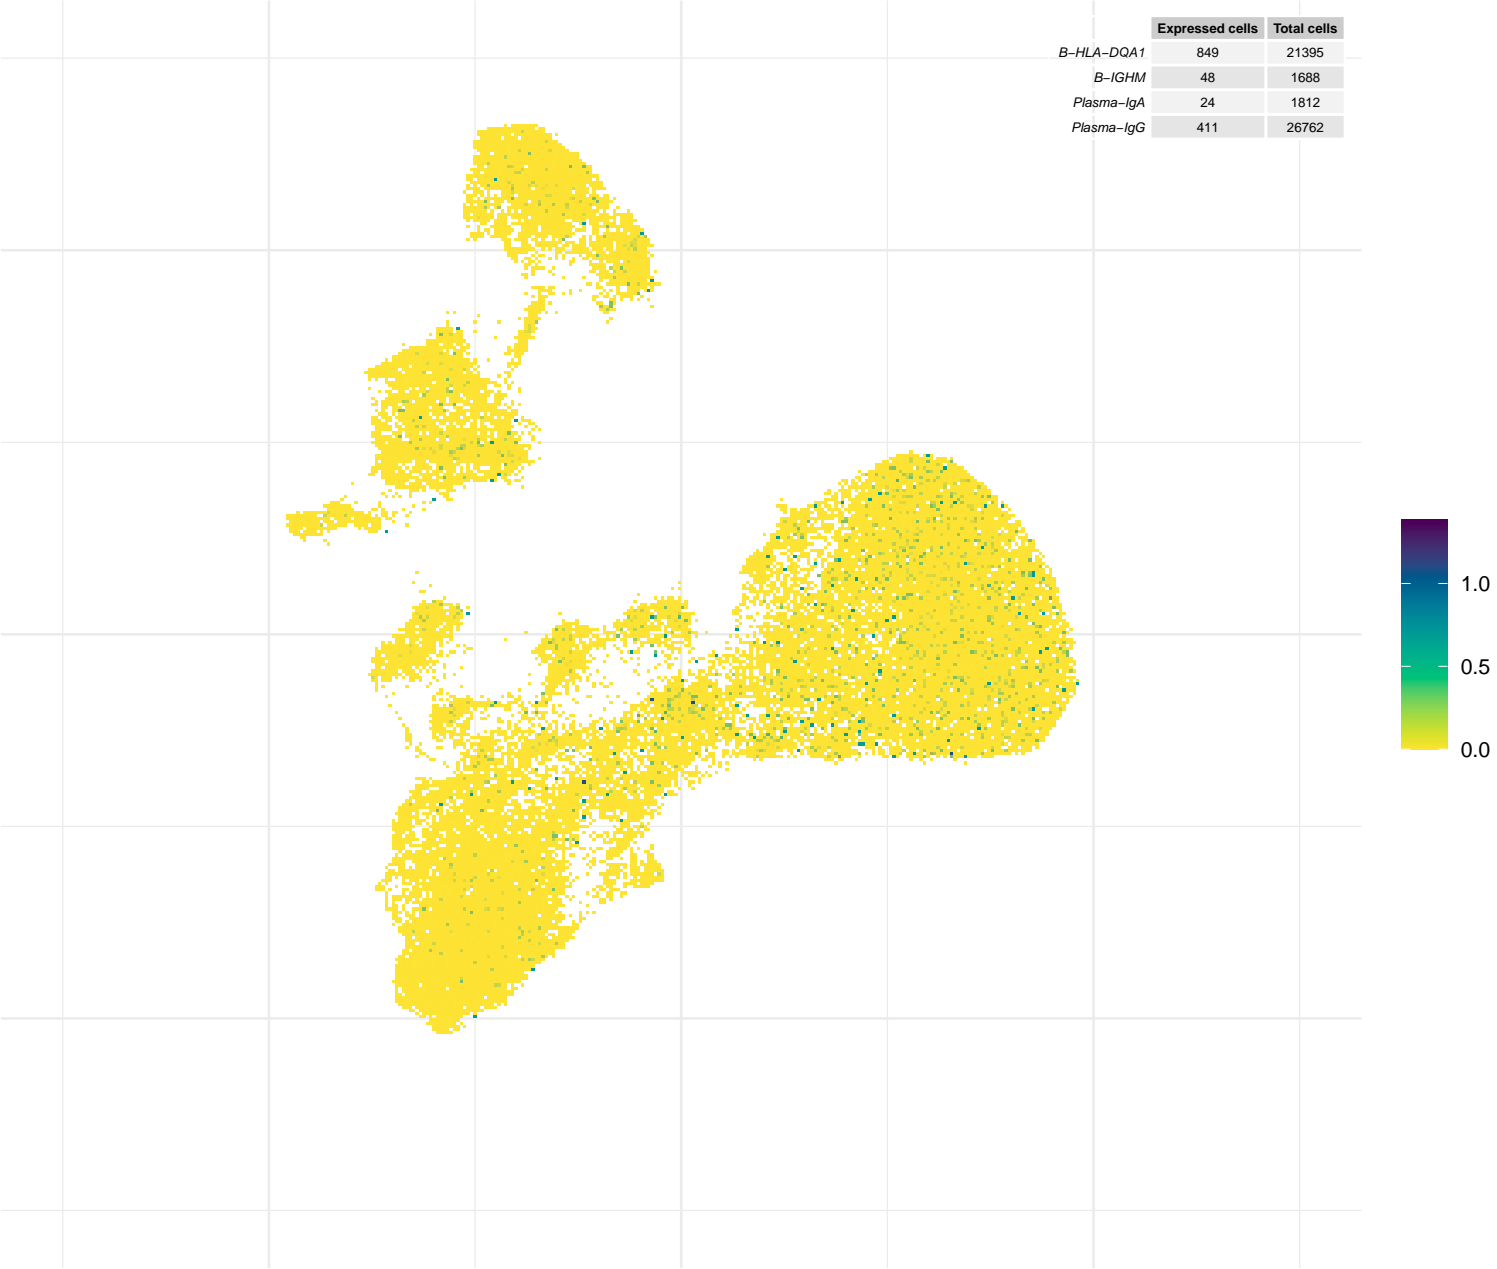 Expressed cells Total cells
B−HLA−DQA1 849 21395
B−IGHM 48 1688
Plasma−IgA 24 1812
Plasma−IgG 411 26762
1.0
0.5
0.0